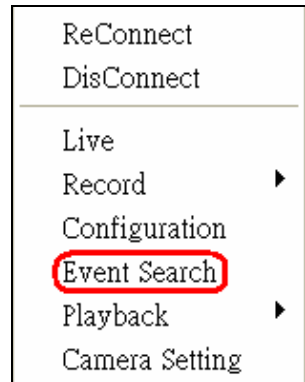 ReConnect
DisConnect
Live
Record
Configuration
Event Search
Playback
Camera Setting